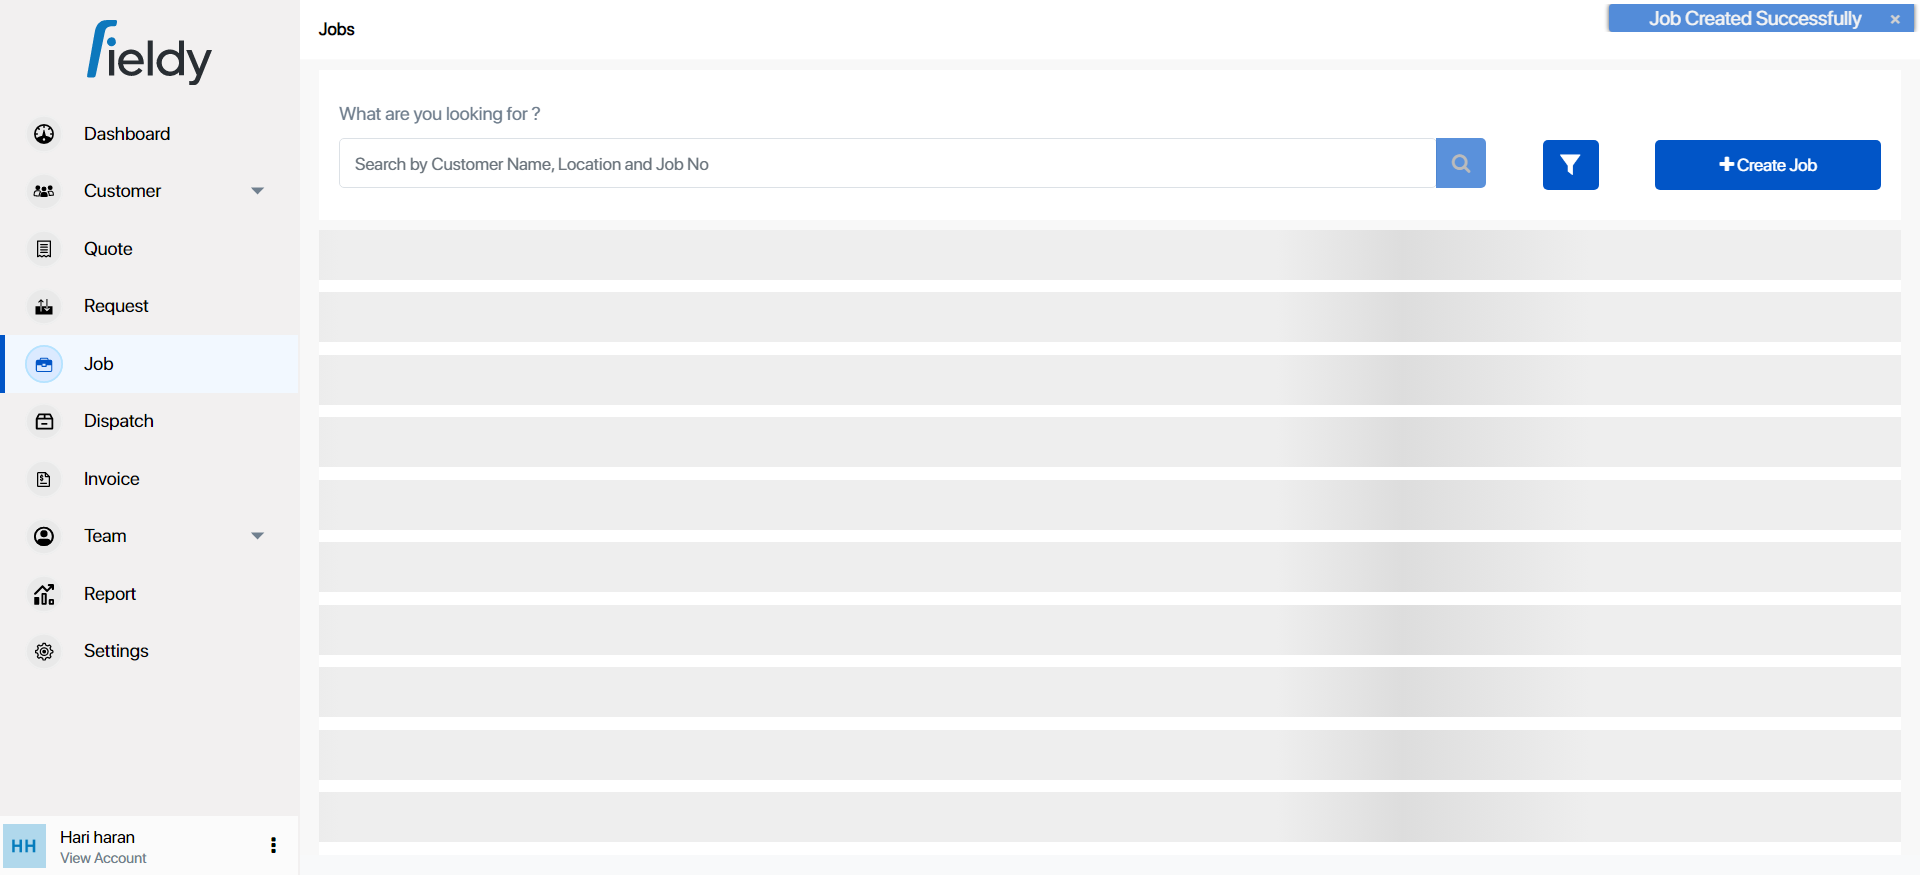 fieldy
Dashboard
Customer
Quote
Request
Job
Dispatch
Invoice
Team
Report
Settings
HH
Hari haran
View Account
Jobs
Job Created Successfully ×
What are you looking for ?
Search by Customer Name, Location and Job No
Create Job